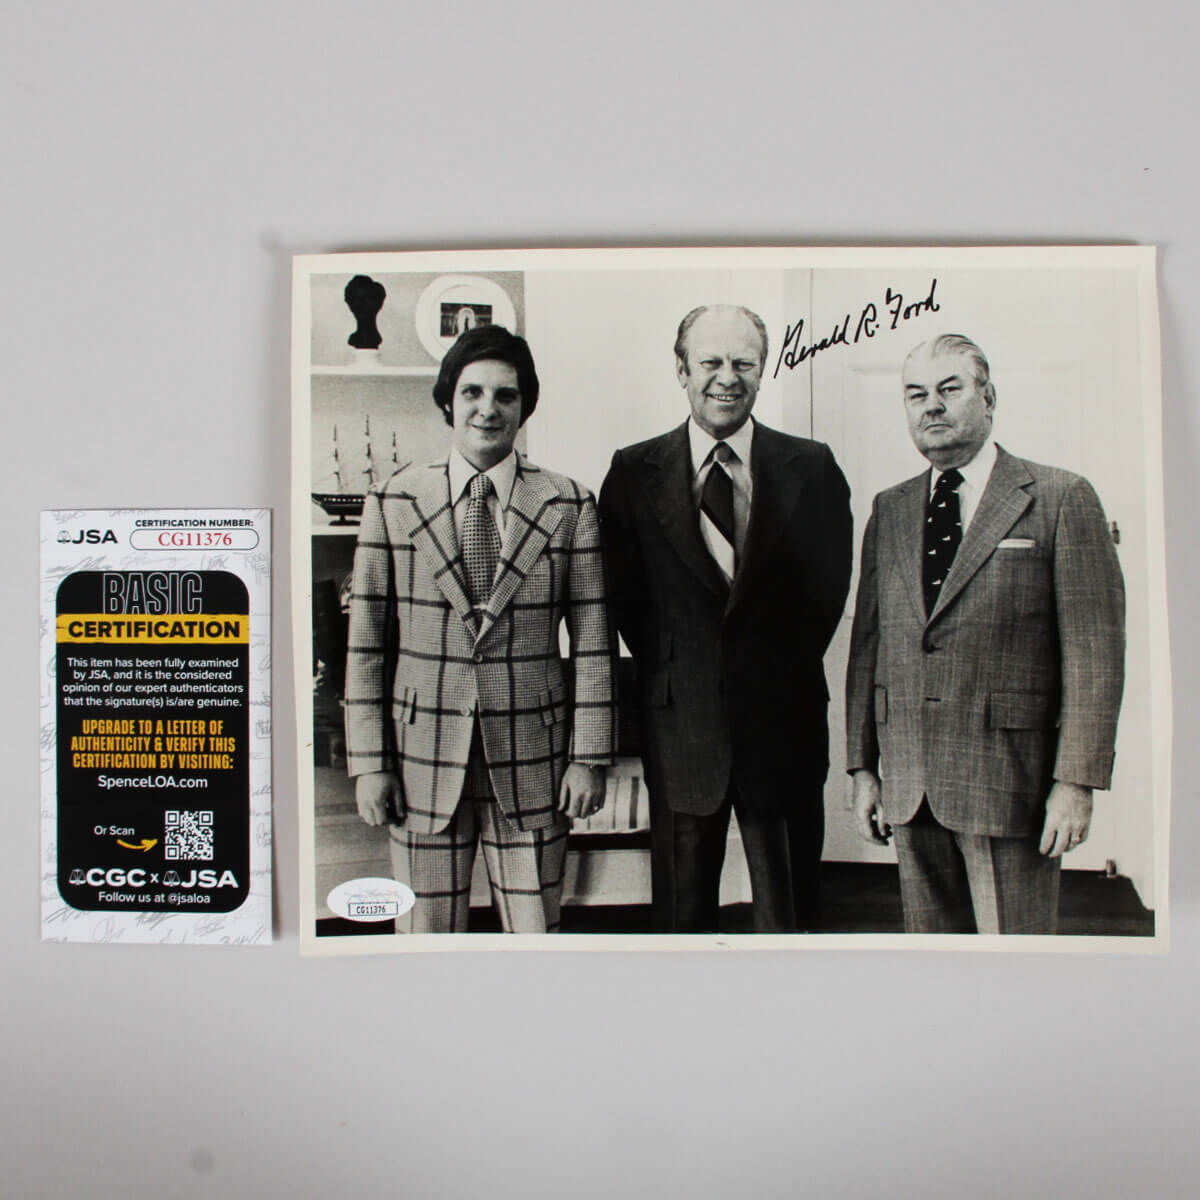 JSA
CERTIFICATION NUMBER:
CG11376
BASIC
CERTIFICATION
This item has been fully examined
by JSA, and it is the considered
opinion of our expert authenticators
that the signature(s) is/are genuine.
UPGRADE TO A LETTER OF
AUTHENTICITY & VERIFY THIS
CERTIFICATION BY VISITING:
SpenceLOA.com
Or Scan
CGC x JSA
Follow us at @jsaloa
Gerald R. Ford
CG11376